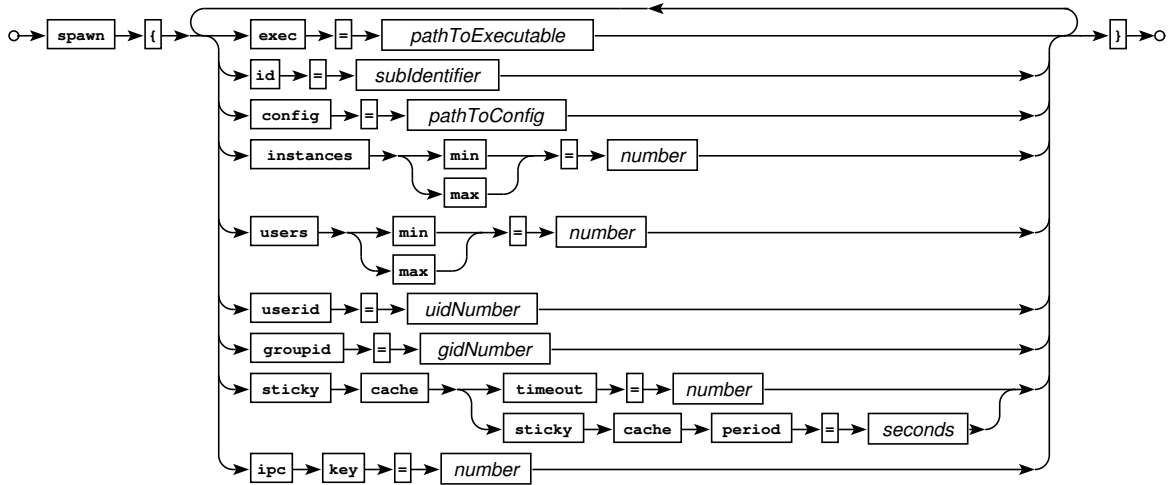 spawn { exec = pathToExecutable }
id = subIdentifier
config = pathToConfig
instances min = number
max
users min = number
max
userid = uidNumber
groupid = gidNumber
sticky cache timeout = number
sticky cache period = seconds
ipc key = number